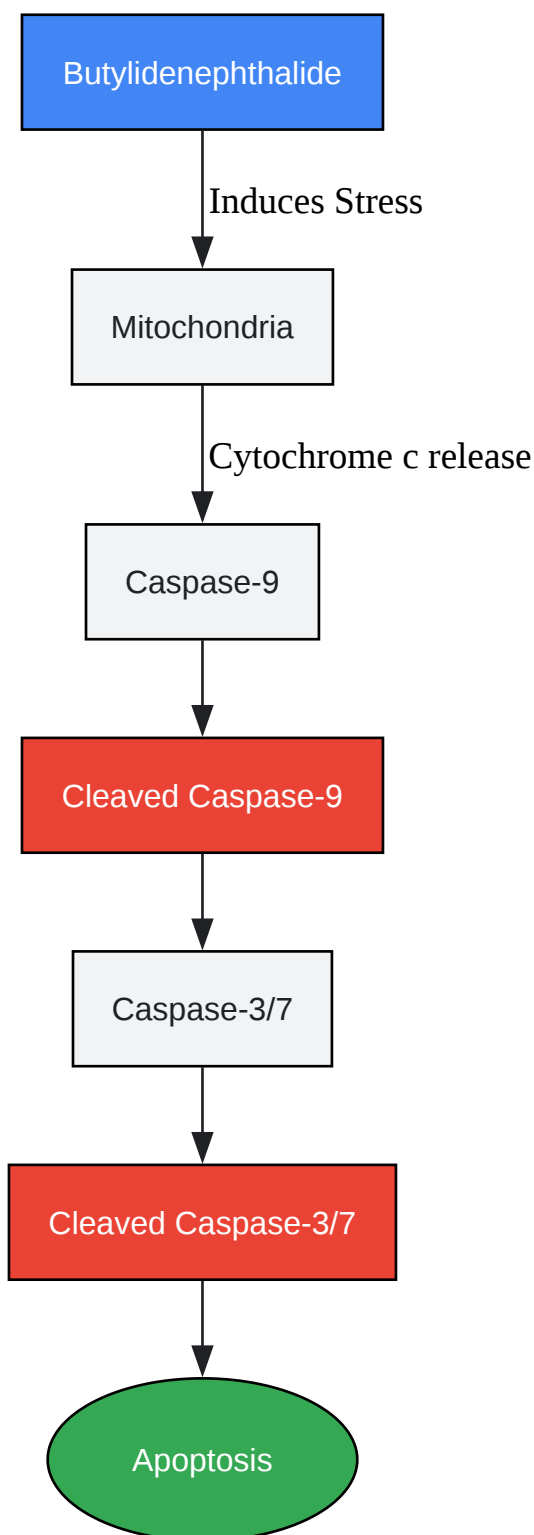 Butylidenephthalide
Induces Stress
Mitochondria
Cytochrome c release
Caspase-9
Cleaved Caspase-9
Caspase-3/7
Cleaved Caspase-3/7
Apoptosis